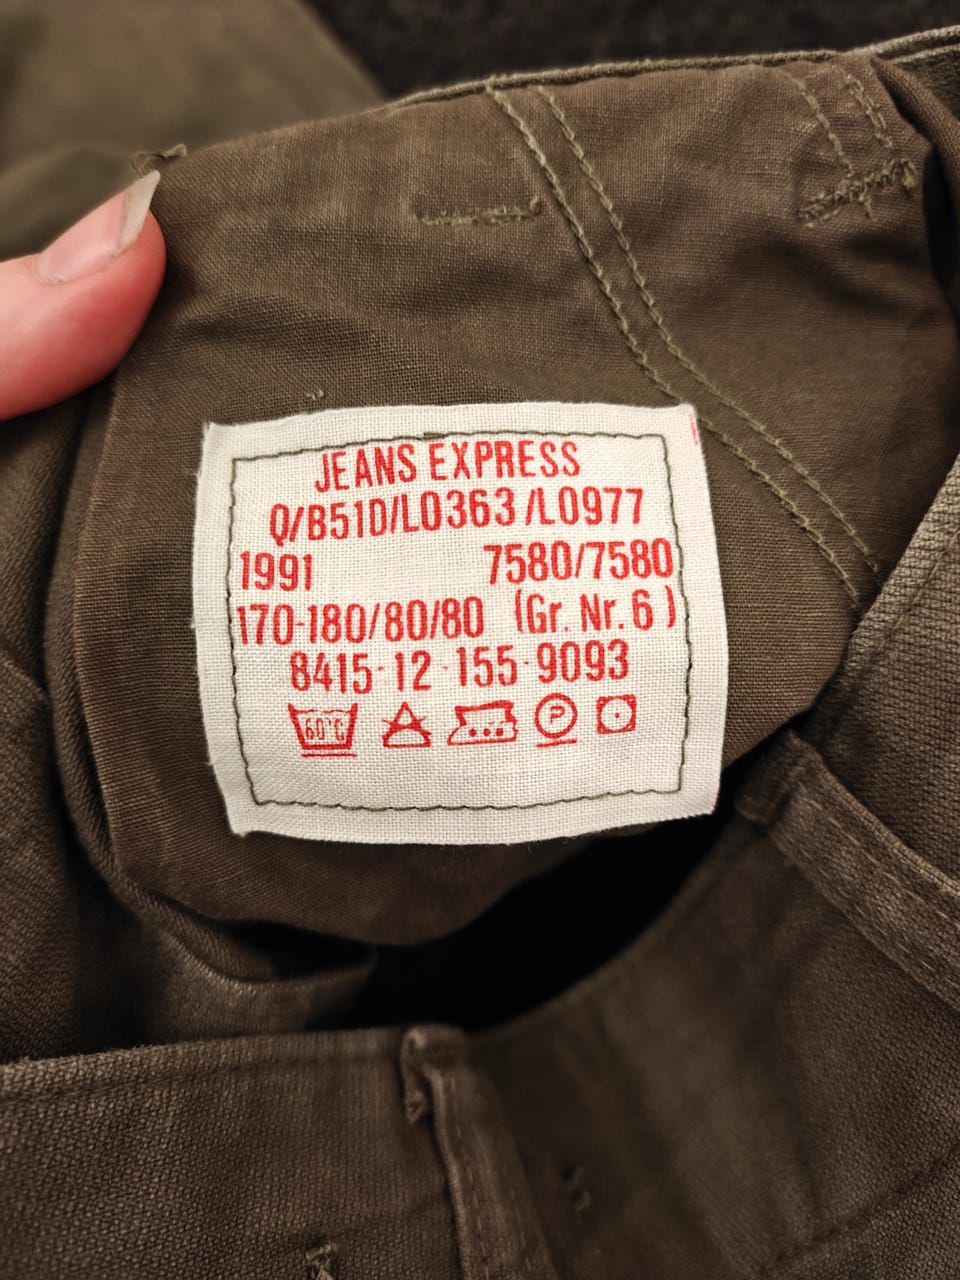 JEANS EXPRESS
Q/B51D/L0363/L0977
1991 7580/7580
170-180/80/80 (Gr. Nr. 6)
8415-12-155-9093
60°C P